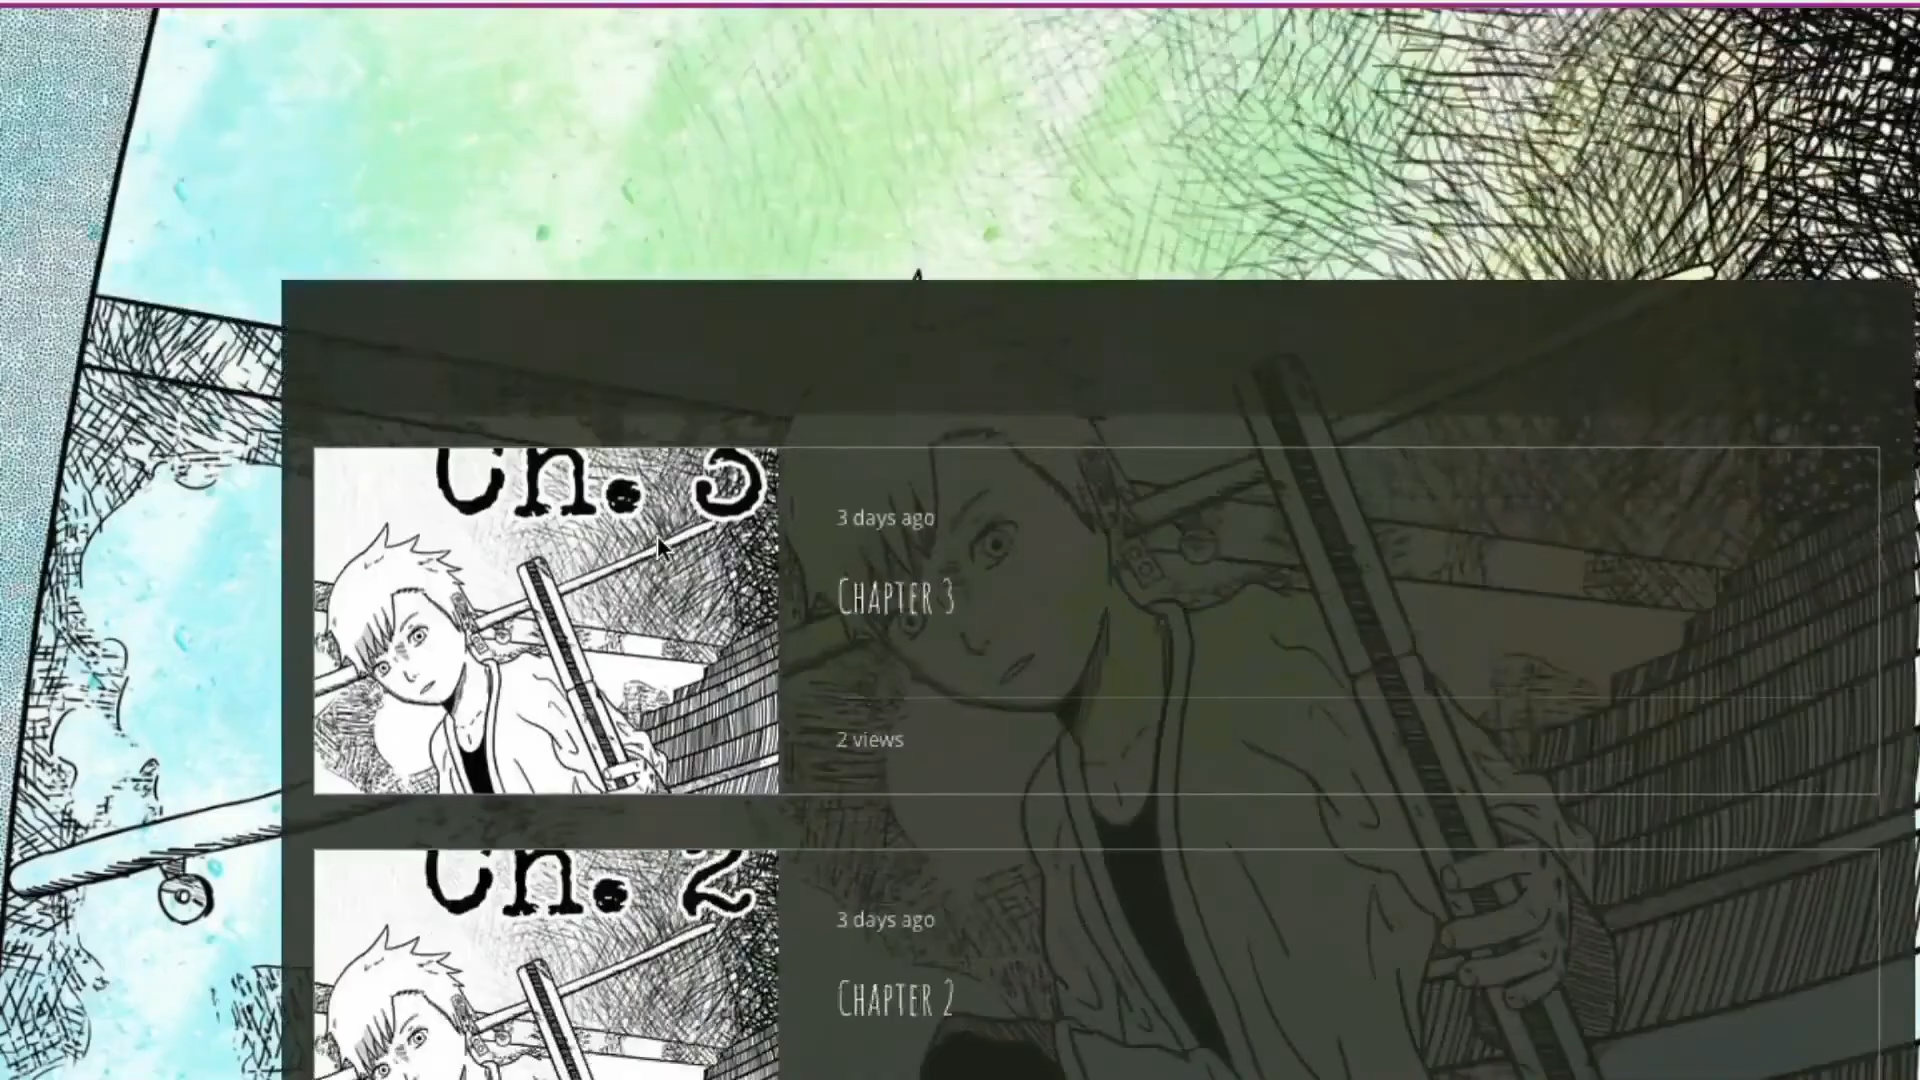 Ch. 3
3 days ago
Chapter 3
2 views
Ch. 2
3 days ago
Chapter 2